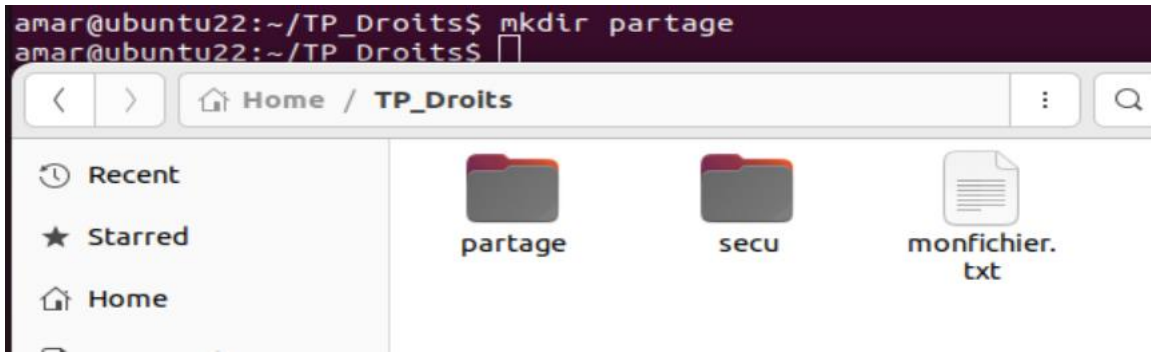 amar@ubuntu22:~/TP_Droits$ mkdir partage
amar@ubuntu22:~/TP_Droits$
Home / TP_Droits
Recent
Starred
Home
partage
secu
monfichier.
txt